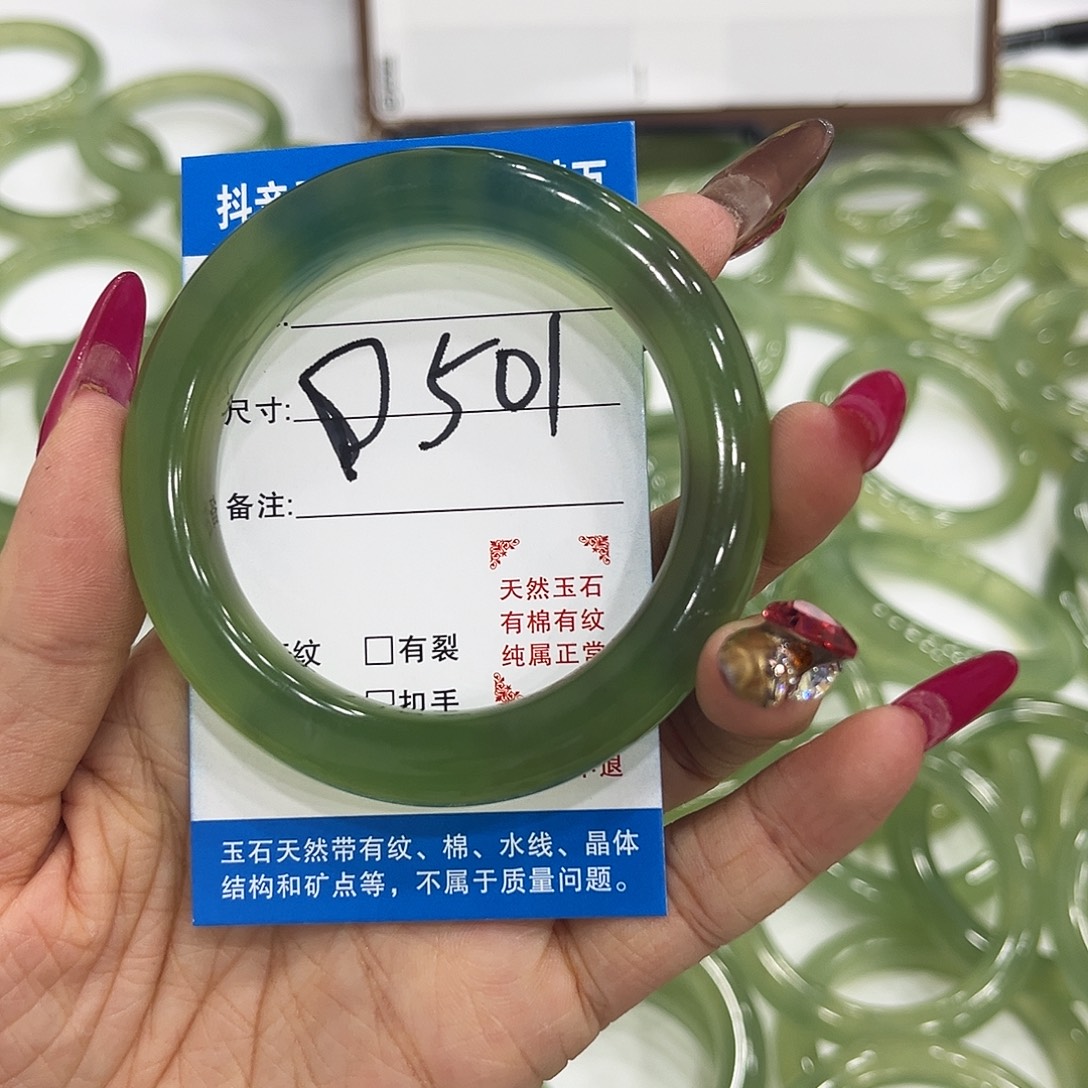 抖音
尺寸: D501
备注:
天然玉石
有棉有纹
纯属正常
纹 □有裂
□扣手
退
玉石天然带有纹、棉、水线、晶体
结构和矿点等，不属于质量问题。